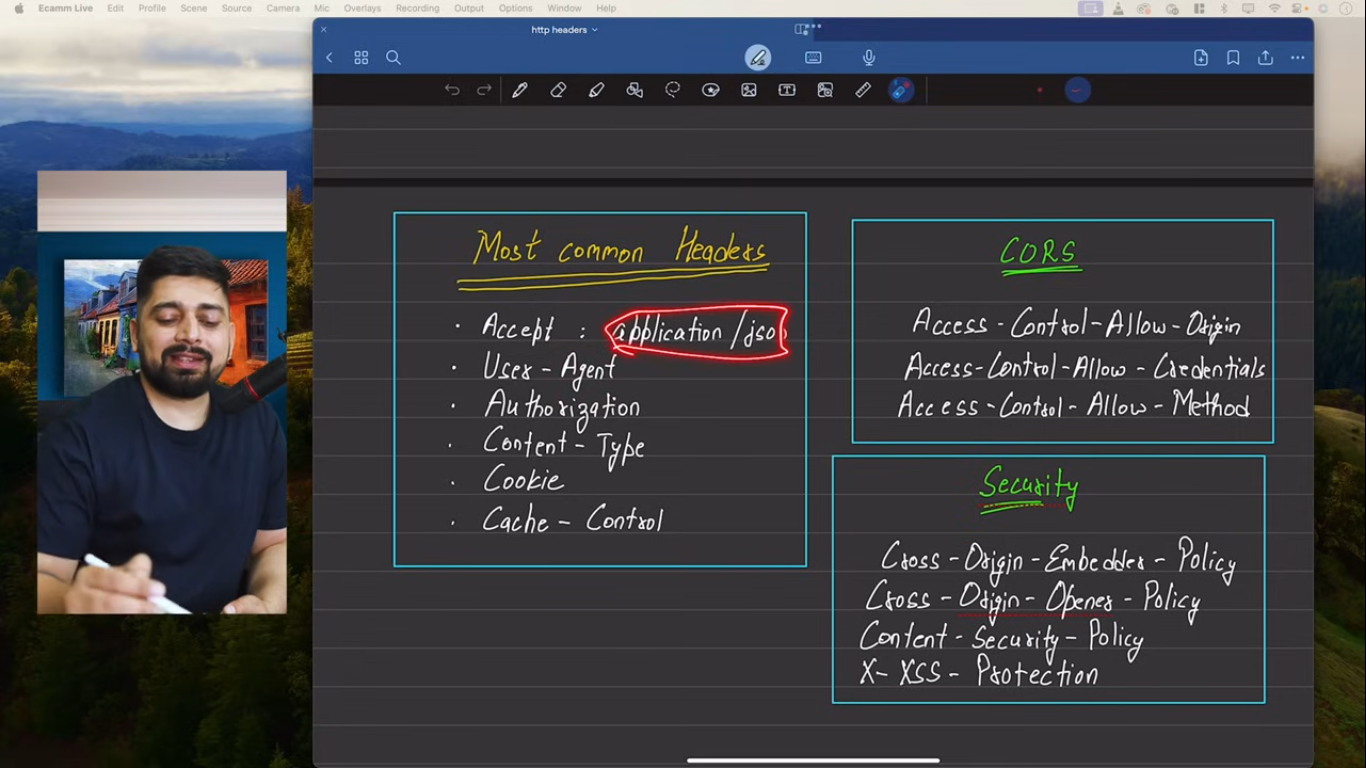 Ecamm Live Edit Profile Scene Source Camera Mic Overlays Recording Output Options Window Help
http headers
Most common Headers
· Accept : application/json
· User-Agent
· Authorization
· Content-Type
· Cookie
· Cache-Control
CORS
Access-Control-Allow-Origin
Access-Control-Allow-Credentials
Access-Control-Allow-Method
Security
Cross-Origin-Embedder-Policy
Cross-Origin-Opener-Policy
Content-Security-Policy
X-XSS-Protection